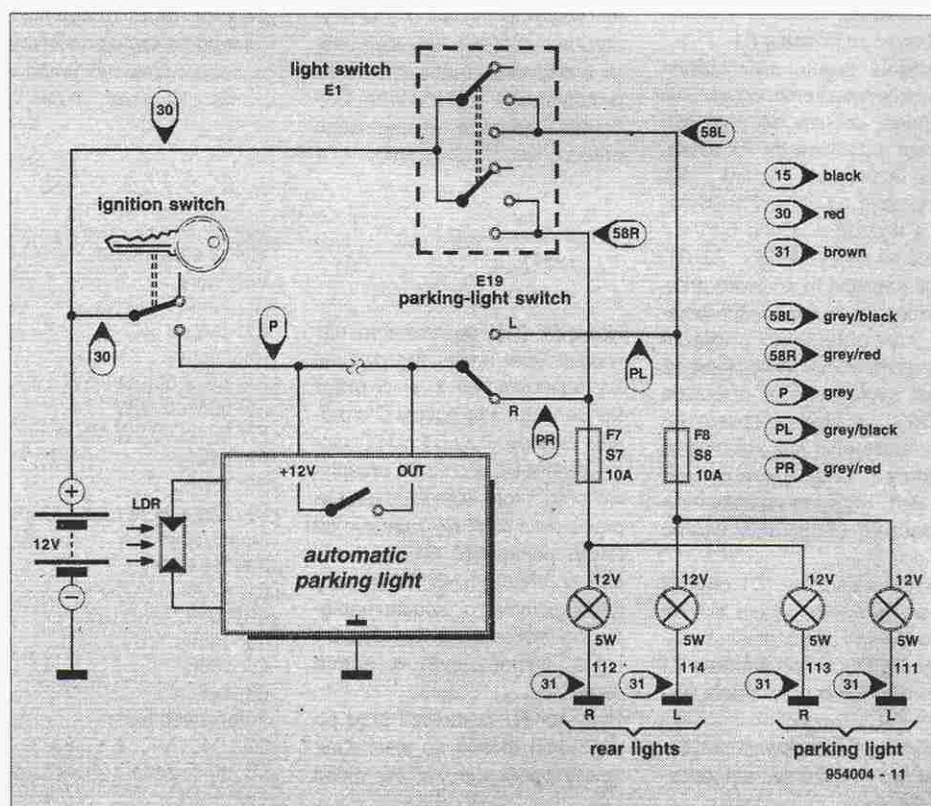 light switch
E1
30
58L
15 black
ignition switch
30 red
58R
31 brown
E19
parking-light switch
58L grey/black
L
P
30
PL
58R grey/red
P grey
R
PR
F7
S7
10A
F8
S8
10A
PL grey/black
PR grey/red
+12V
OUT
LDR
+
12V
−
automatic
parking light
12V
12V
12V
12V
5W
5W
5W
5W
112
114
113
111
31
31
31
31
R
L
R
L
rear lights
parking light
954004 - 11